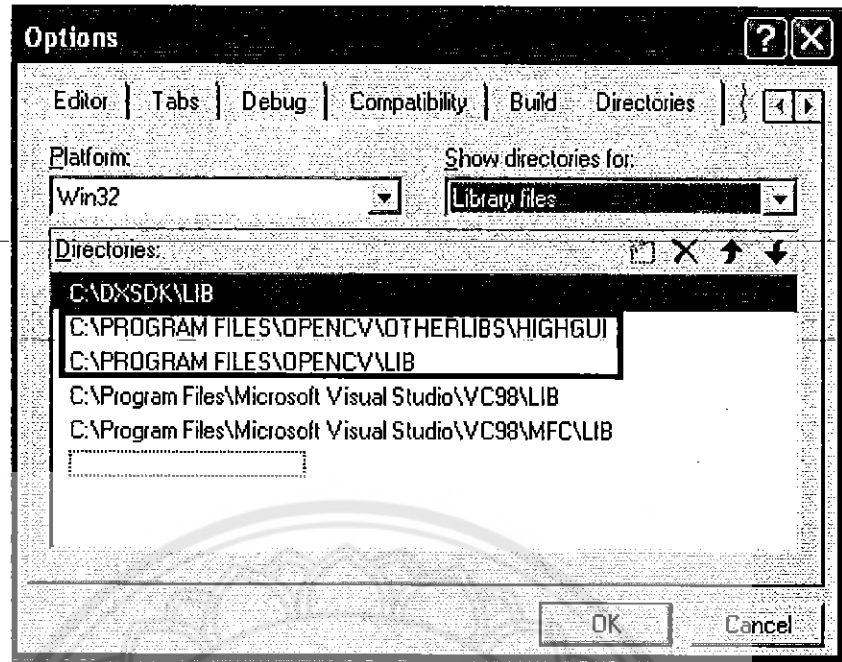 Options
Editor Tabs Debug Compatibility Build Directories
Platform: Show directories for:
Win32 Library files
Directories:
C:\DXSDK\LIB
C:\PROGRAM FILES\OPENCV\OTHERLIBS\HIGHGUI
C:\PROGRAM FILES\OPENCV\LIB
C:\Program Files\Microsoft Visual Studio\VC98\LIB
C:\Program Files\Microsoft Visual Studio\VC98\MFC\LIB
OK Cancel